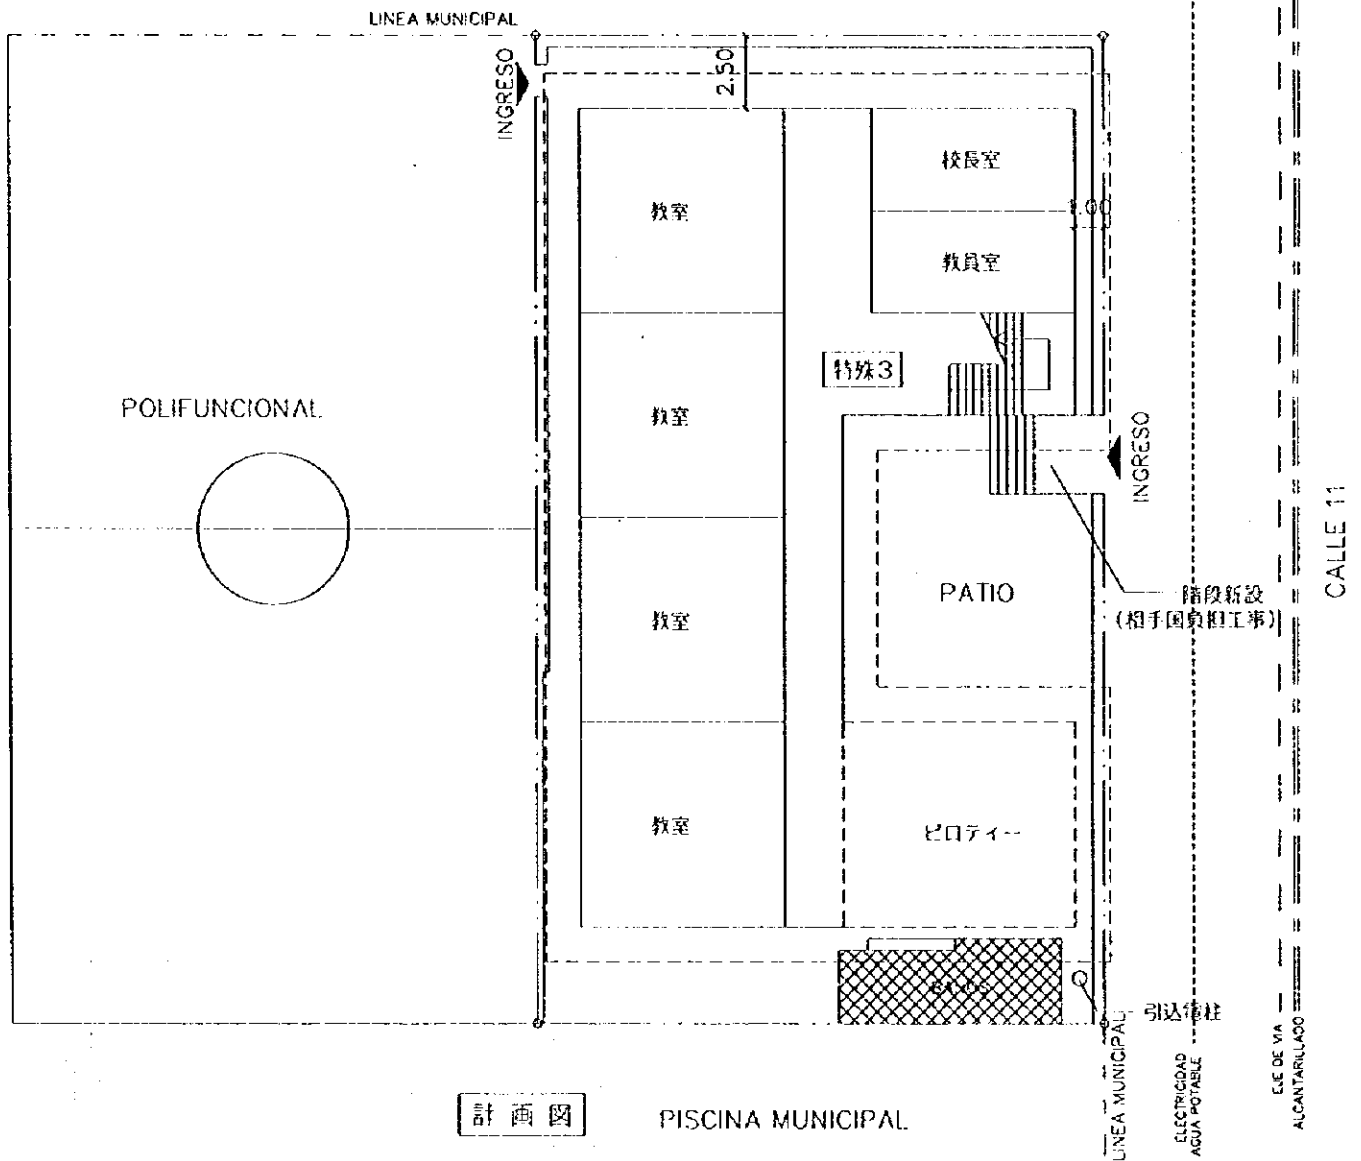 LINEA MUNICIPAL
INGRESO
2.50
校長室
教室
1.00
教員室
特殊3
POLIFUNCIONAL
教室
INGRESO
CALLE 11
PATIO
階段新設
(相手国負担工事)
教室
教室
ピロティー
BAÑOS
引込電柱
LINEA MUNICIPAL
ELECTRICIDAD
AGUA POTABLE
EJE DE VIA
ALCANTARILLADO
計画図
PISCINA MUNICIPAL